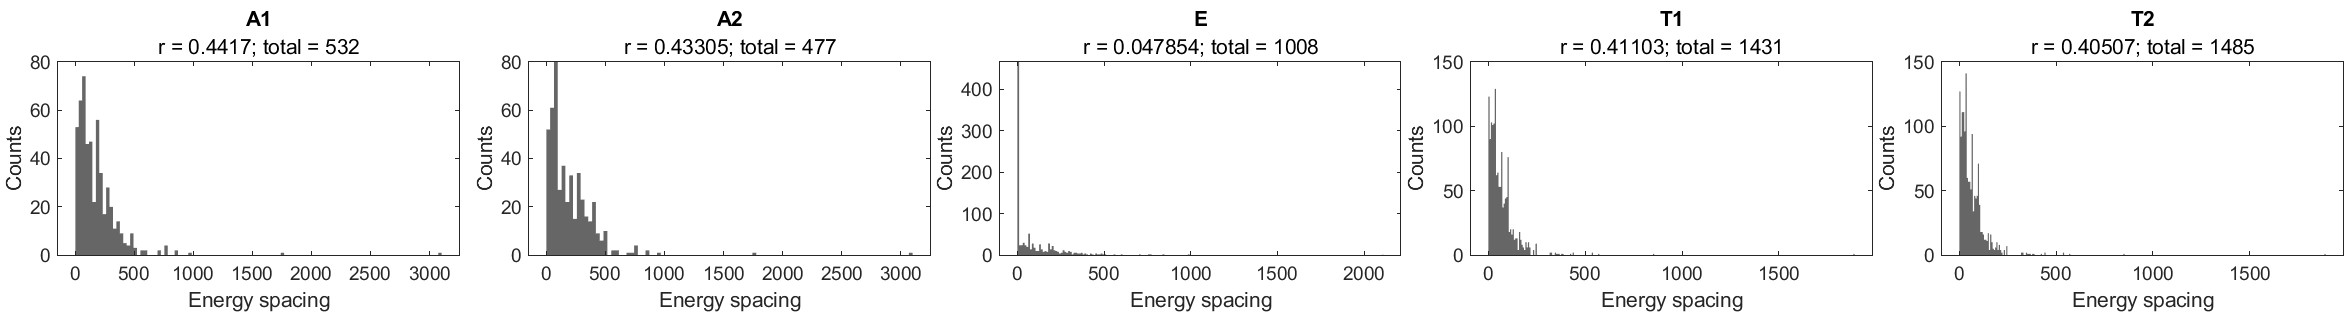 A1
r = 0.4417; total = 532
80
60
40
20
0
Counts
0 500 1000 1500 2000 2500 3000
Energy spacing
A2
r = 0.43305; total = 477
80
60
40
20
0
Counts
0 500 1000 1500 2000 2500 3000
Energy spacing
E
r = 0.047854; total = 1008
400
300
200
100
0
Counts
0 500 1000 1500 2000
Energy spacing
T1
r = 0.41103; total = 1431
150
100
50
0
Counts
0 500 1000 1500
Energy spacing
T2
r = 0.40507; total = 1485
150
100
50
0
Counts
0 500 1000 1500
Energy spacing